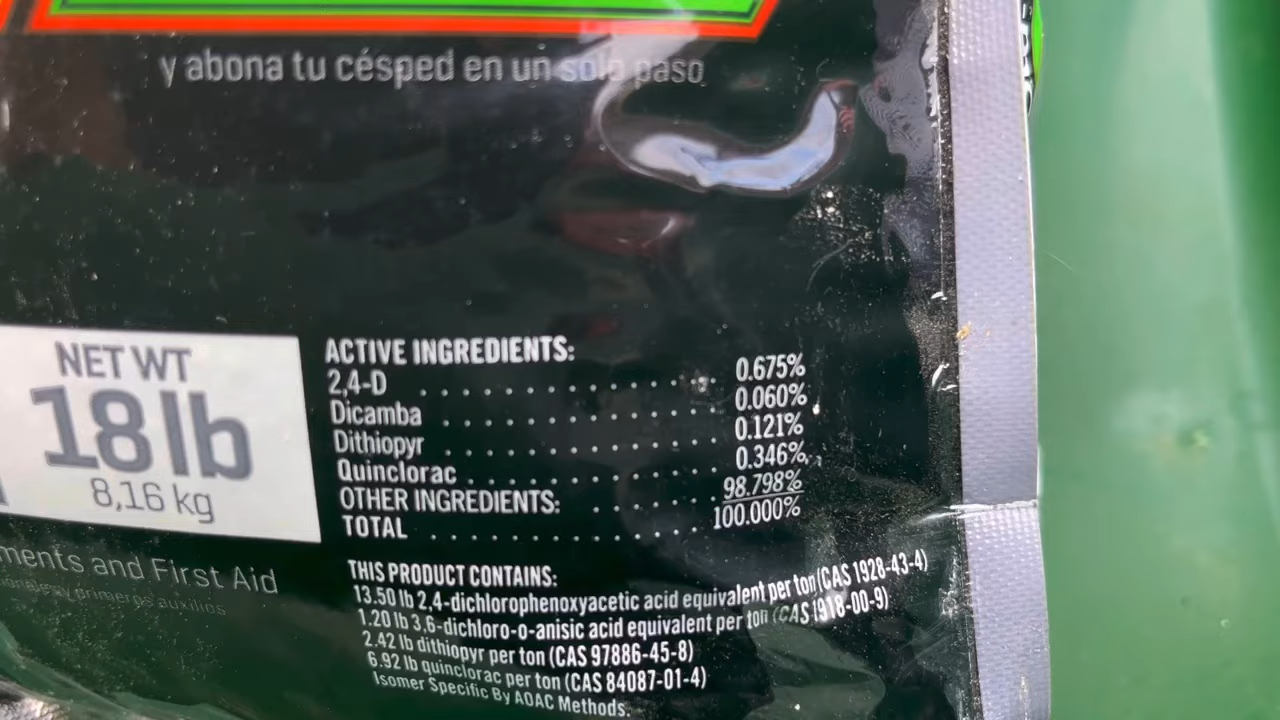 y abona tu césped en un solo paso
NET WT
18 lb
8,16 kg
ACTIVE INGREDIENTS:
2,4-D . . . . . . . . . . . . . . . . . 0.675%
Dicamba . . . . . . . . . . . . . . . . 0.060%
Dithiopyr . . . . . . . . . . . . . . . 0.121%
Quinclorac . . . . . . . . . . . . . . 0.346%
OTHER INGREDIENTS: . . . . . . . 98.798%
TOTAL . . . . . . . . . . . . . . . . . 100.000%
THIS PRODUCT CONTAINS:
13.50 lb 2,4-dichlorophenoxyacetic acid equivalent per ton (CAS 1928-43-4)
1.20 lb 3,6-dichloro-o-anisic acid equivalent per ton (CAS 1918-00-9)
2.42 lb dithiopyr per ton (CAS 97886-45-8)
6.92 lb quinclorac per ton (CAS 84087-01-4)
Isomer Specific By AOAC Methods.
ments and First Aid
y primeros auxilios